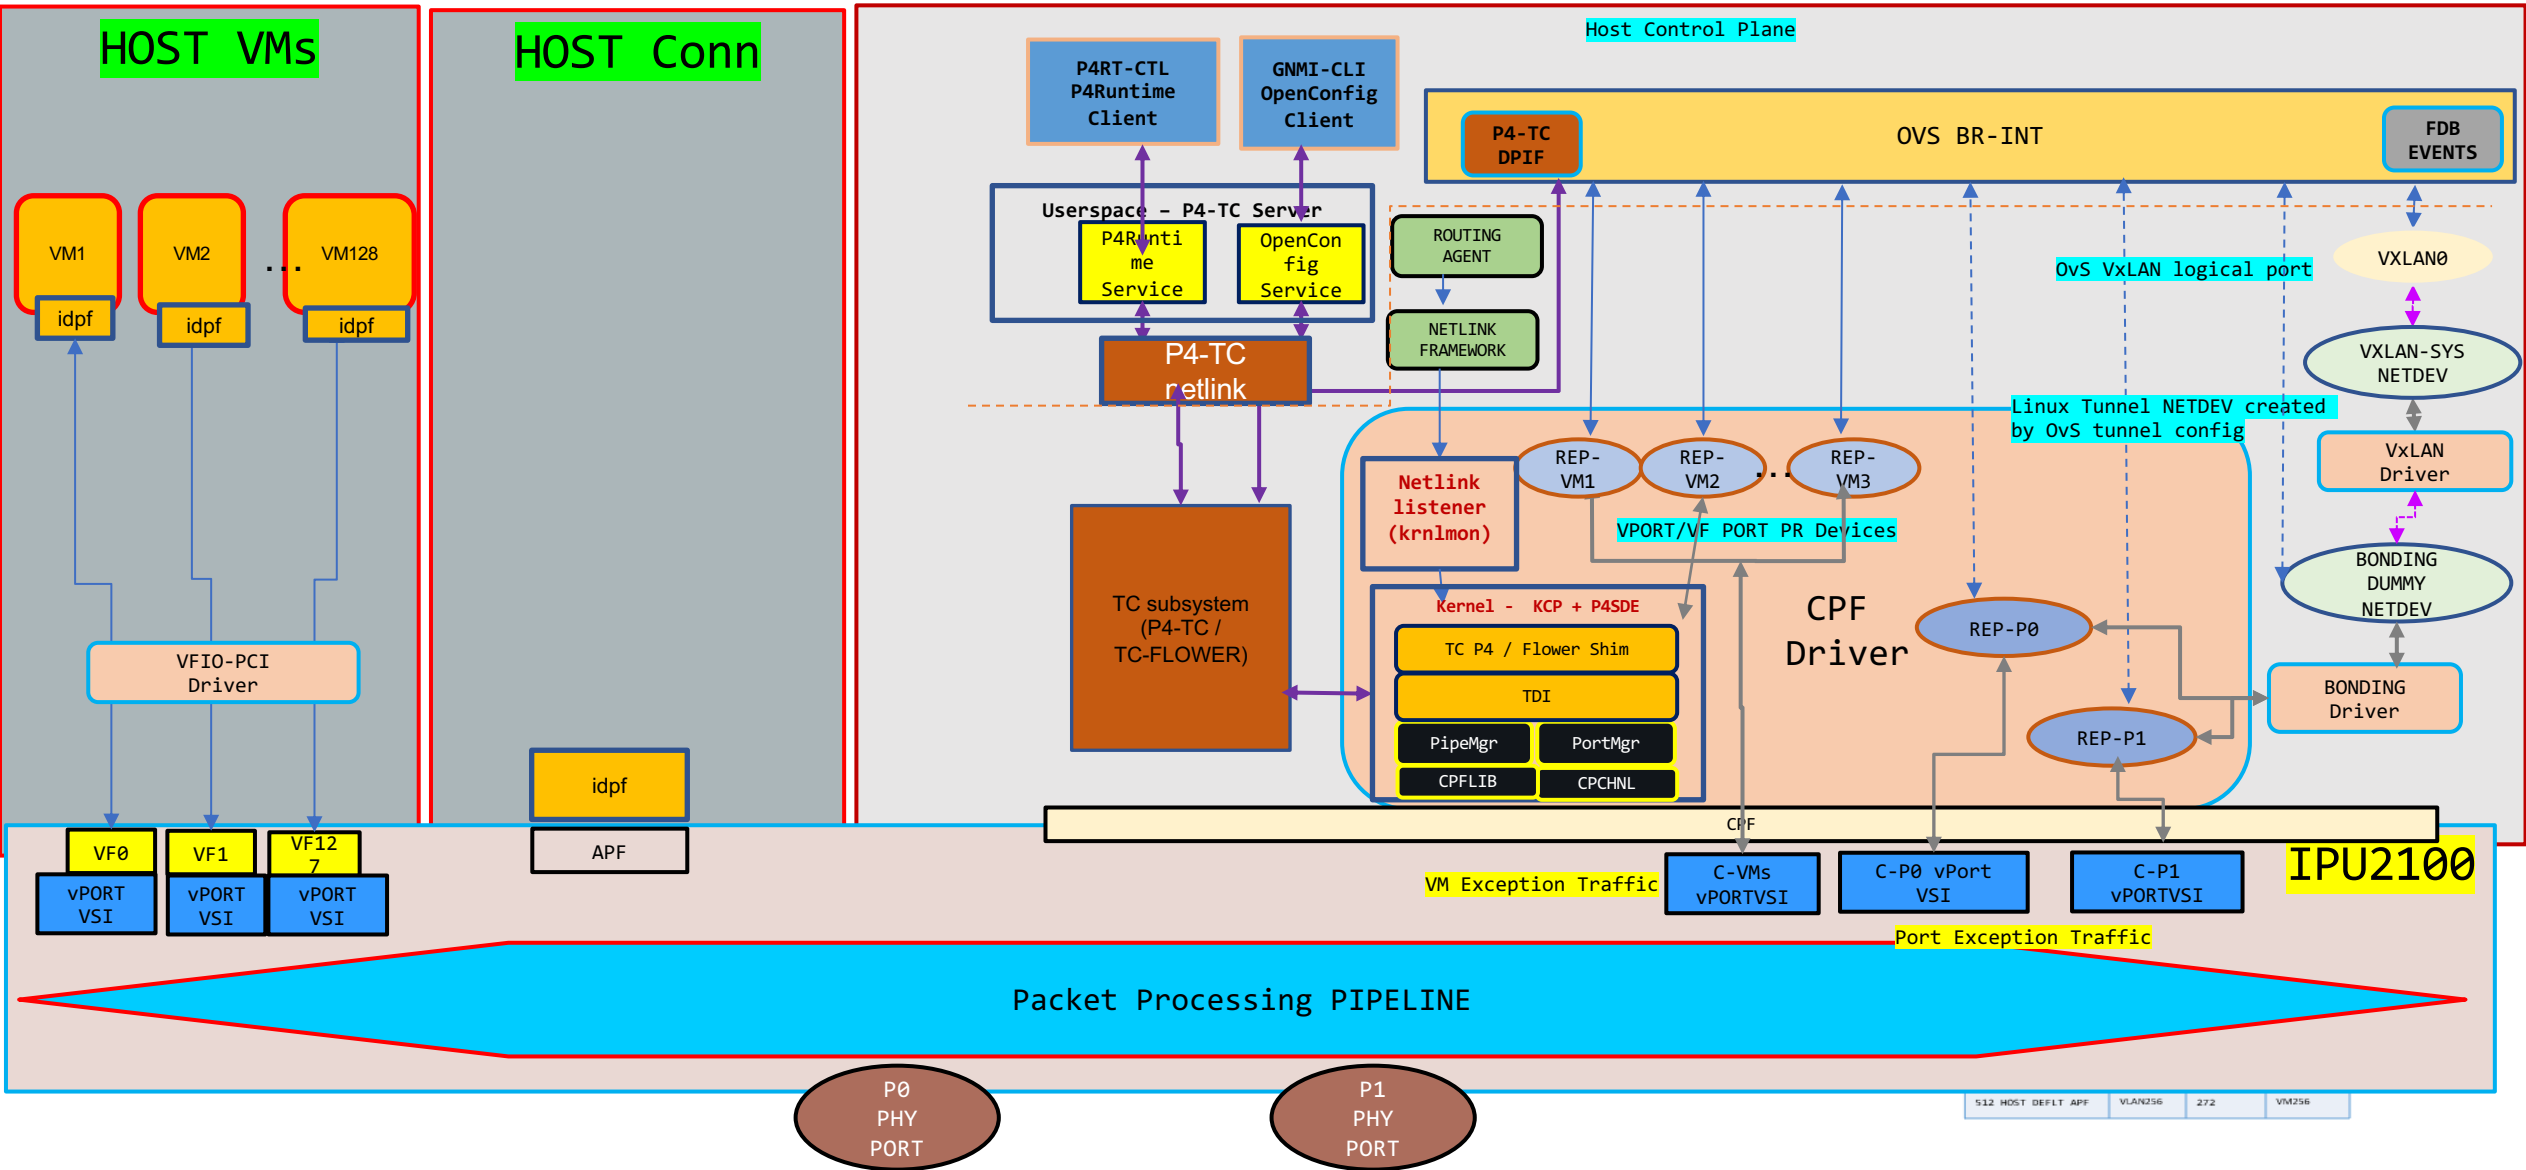 HOST VMs
HOST Conn
Host Control Plane
P4RT-CTL
P4Runtime
Client
GNMI-CLI
OpenConfig
Client
P4-TC
DPIF
OVS BR-INT
FDB
EVENTS
Userspace – P4-TC Server
P4Runti
me
Service
OpenCon
fig
Service
ROUTING
AGENT
NETLINK
FRAMEWORK
P4-TC
netlink
VM1
VM2
...
VM128
idpf
idpf
idpf
OvS VxLAN logical port
VXLAN0
VXLAN-SYS
NETDEV
Linux Tunnel NETDEV created
by OvS tunnel config
VxLAN
Driver
Netlink
listener
(krnlmon)
REP-
VM1
REP-
VM2
...
REP-
VM3
VPORT/VF PORT PR Devices
BONDING
DUMMY
NETDEV
TC subsystem
(P4-TC /
TC-FLOWER)
Kernel - KCP + P4SDE
TC P4 / Flower Shim
TDI
PipeMgr
PortMgr
CPFLIB
CPCHNL
CPF
Driver
REP-P0
REP-P1
BONDING
Driver
VFIO-PCI
Driver
idpf
APF
CPF
VF0
VF1
VF12
7
vPORT
VSI
vPORT
VSI
vPORT
VSI
VM Exception Traffic
C-VMs
vPORTVSI
C-P0 vPort
VSI
C-P1
vPORTVSI
IPU2100
Port Exception Traffic
Packet Processing PIPELINE
P0
PHY
PORT
P1
PHY
PORT
512 HOST DEFLT APF VLAN256 272 VM256